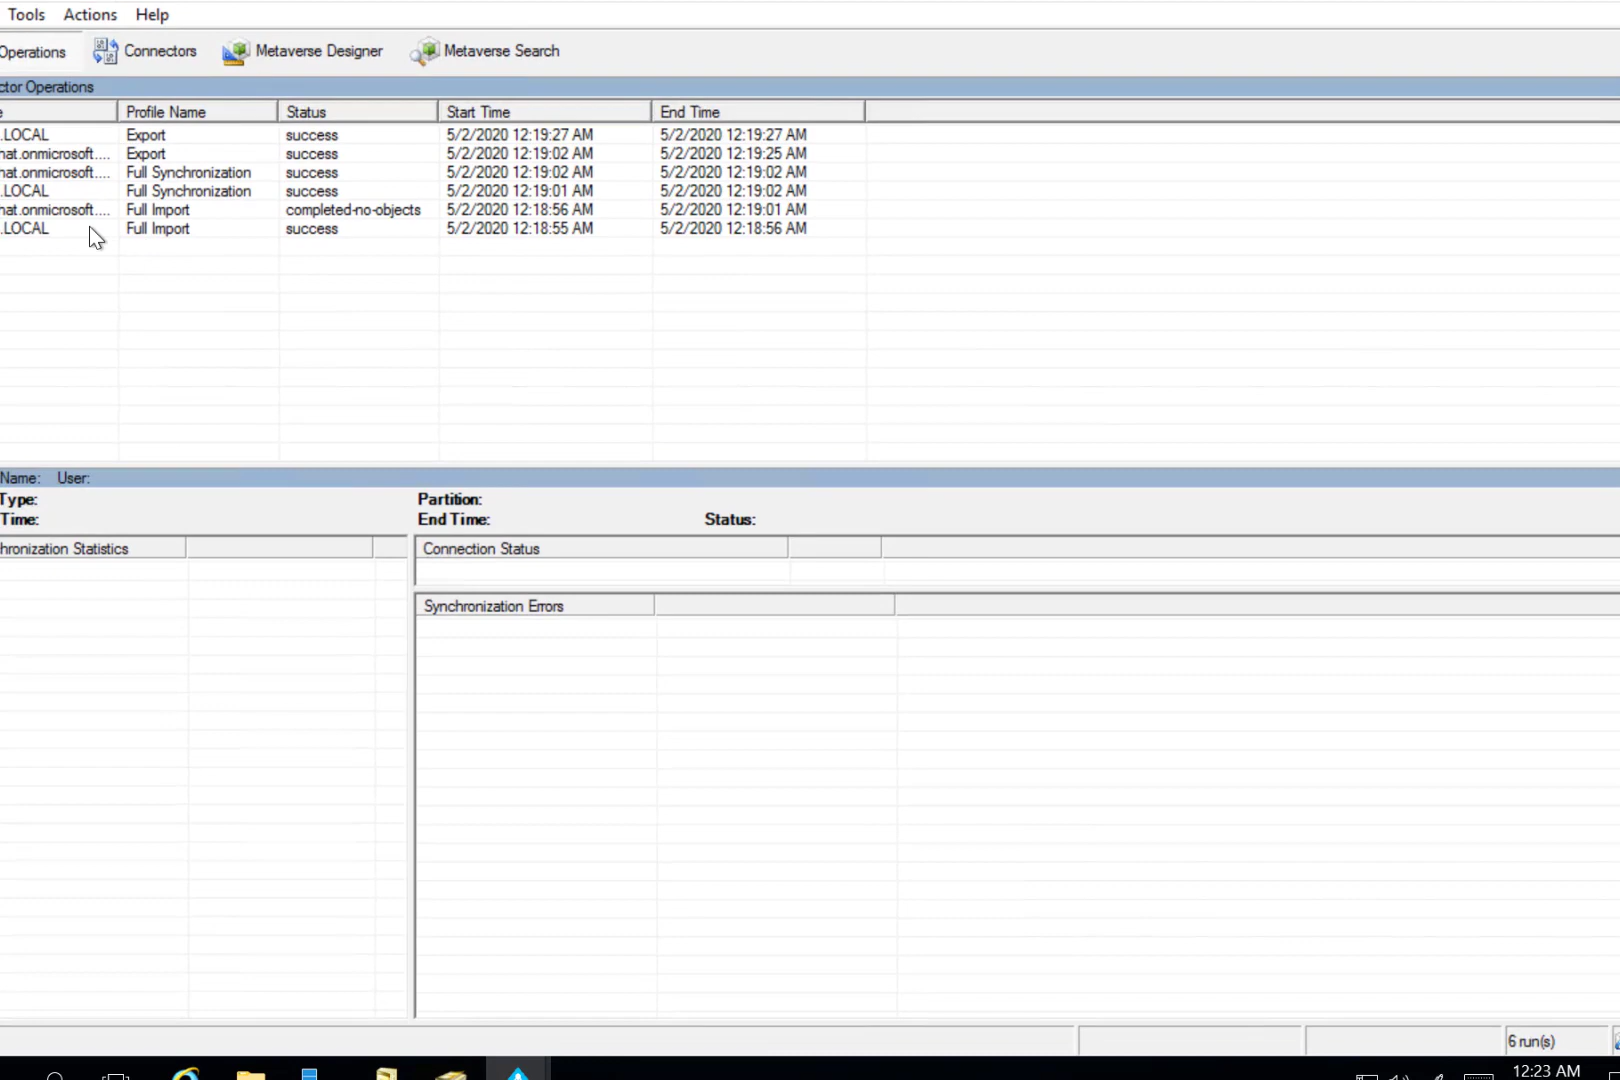 Tools Actions Help
Operations Connectors Metaverse Designer Metaverse Search
ctor Operations
e Profile Name Status Start Time End Time
.LOCAL Export success 5/2/2020 12:19:27 AM 5/2/2020 12:19:27 AM
hat.onmicrosoft.... Export success 5/2/2020 12:19:02 AM 5/2/2020 12:19:25 AM
hat.onmicrosoft.... Full Synchronization success 5/2/2020 12:19:02 AM 5/2/2020 12:19:02 AM
.LOCAL Full Synchronization success 5/2/2020 12:19:01 AM 5/2/2020 12:19:02 AM
hat.onmicrosoft.... Full Import completed-no-objects 5/2/2020 12:18:56 AM 5/2/2020 12:19:01 AM
.LOCAL Full Import success 5/2/2020 12:18:55 AM 5/2/2020 12:18:56 AM
Name: User:
Type: Partition:
Time: End Time: Status:
hronization Statistics Connection Status
Synchronization Errors
6 run(s)
12:23 AM